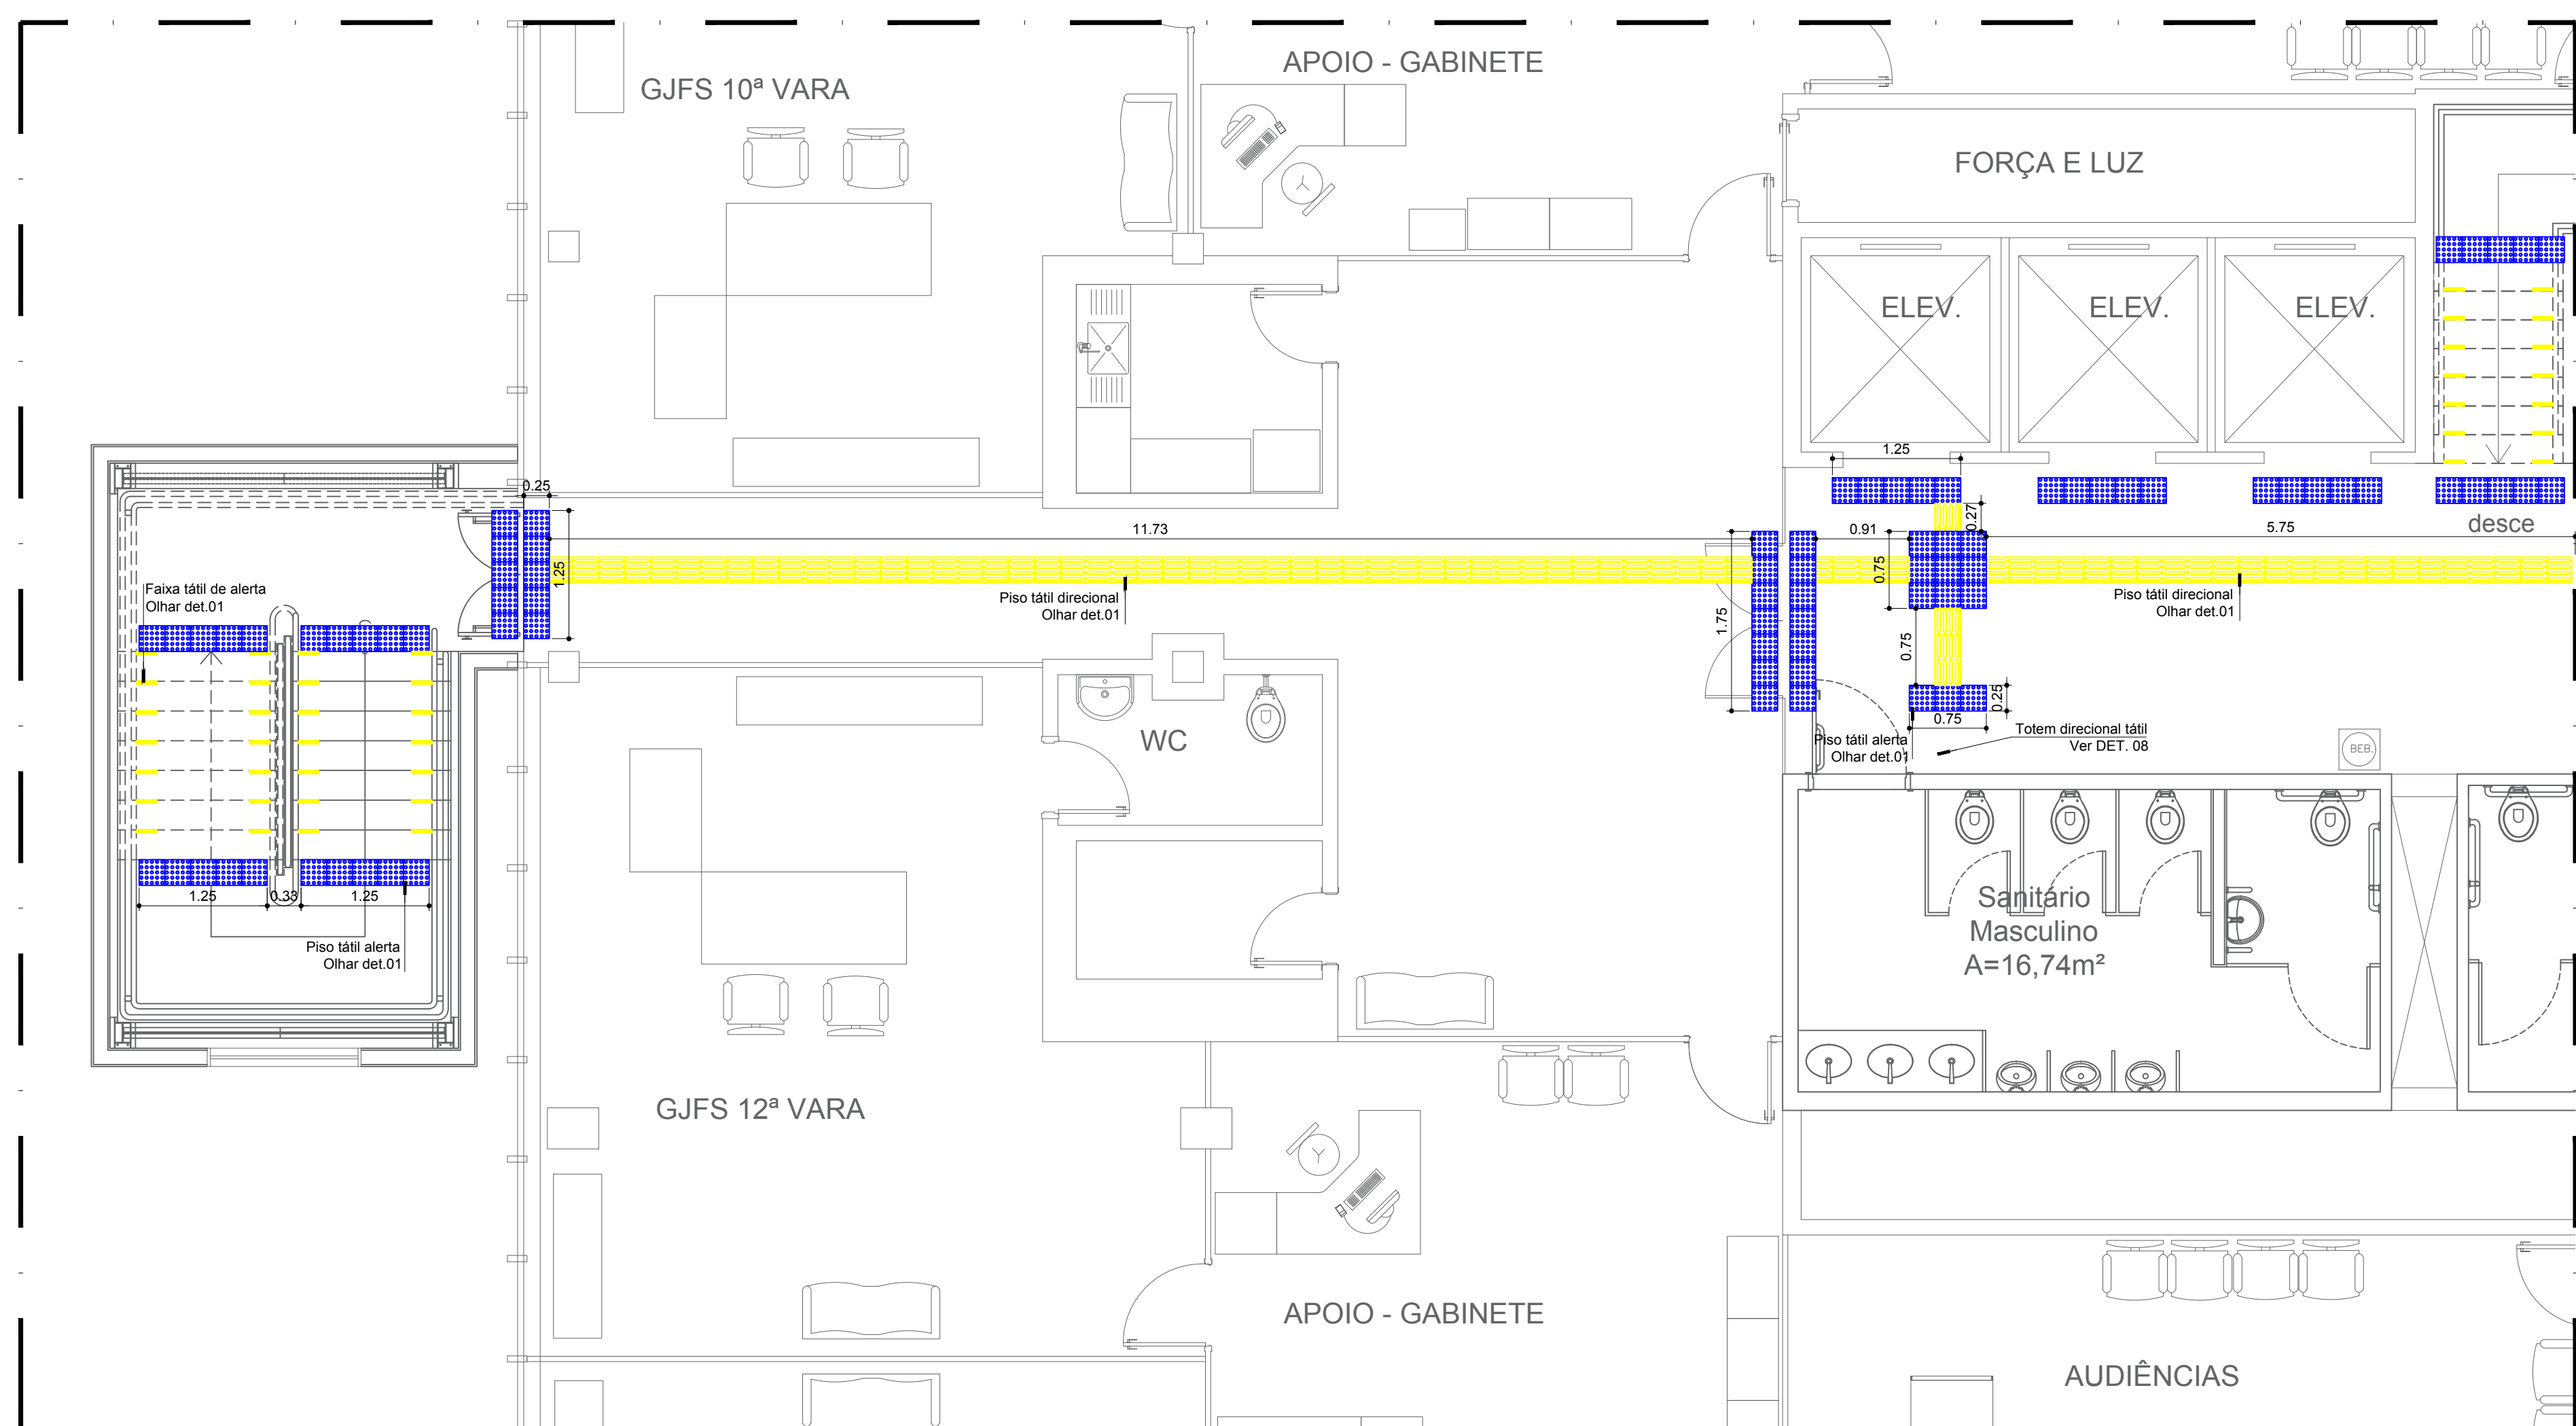 APOIO - GABINETE
GJFS 10ª VARA
FORÇA E LUZ
ELEV.
ELEV.
ELEV.
1.25
0.25
0.27
desce
11.73
0.91
5.75
1.25
0.75
Faixa tátil de alerta
Olhar det.01
Piso tátil direcional
Olhar det.01
Piso tátil direcional
Olhar det.01
1.75
0.75
0.25
0.75
Totem direcional tátil
Ver DET. 08
Piso tátil alerta
Olhar det.01
WC
BEB.
1.25
0.33
1.25
Sanitário
Masculino
A=16,74m²
Piso tátil alerta
Olhar det.01
GJFS 12ª VARA
APOIO - GABINETE
AUDIÊNCIAS